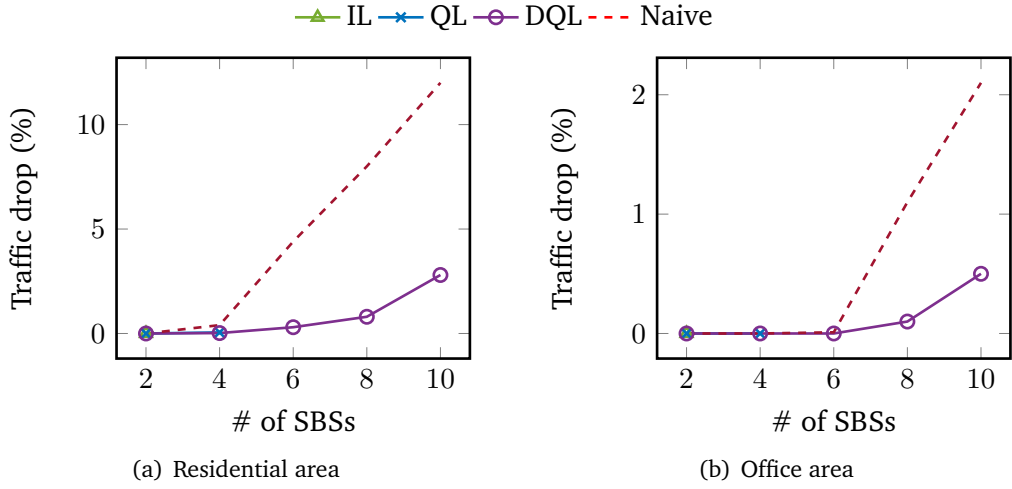 IL QL DQL Naive
Traffic drop (%)
10
5
0
2 4 6 8 10
# of SBSs
(a) Residential area
Traffic drop (%)
2
1
0
2 4 6 8 10
# of SBSs
(b) Office area